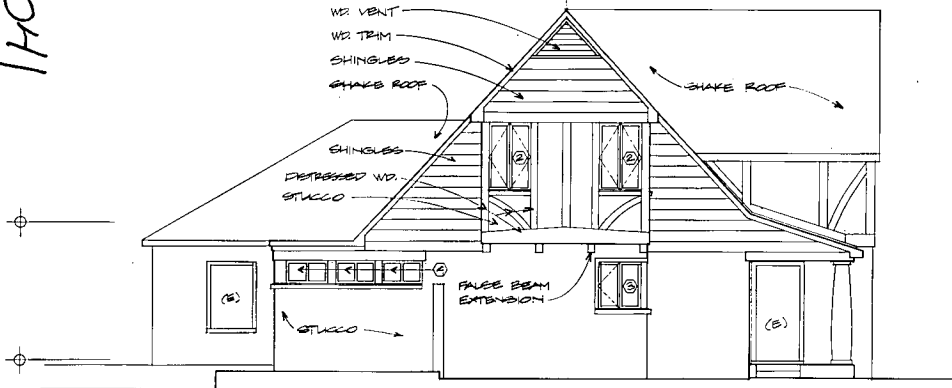 WD. VENT
WD. TRIM
SHINGLES
SHAKE ROOF
SHAKE ROOF
SHINGLES
DISTRESSED WD.
STUCCO
2
2
FALSE BEAM
EXTENSION
3
(E)
STUCCO
(E)